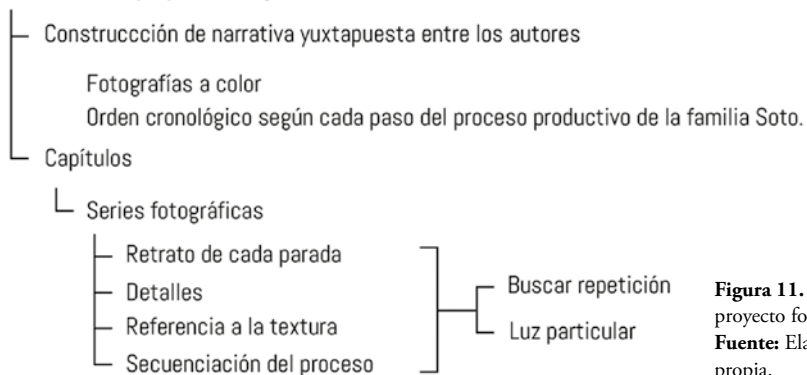 Construccción de narrativa yuxtapuesta entre los autores
Fotografías a color
Orden cronológico según cada paso del proceso productivo de la familia Soto.
Capítulos
Series fotográficas
Retrato de cada parada
Detalles
Referencia a la textura
Secuenciación del proceso
Buscar repetición
Luz particular
Figura 11.
proyecto fo
Fuente: Ela
propia.